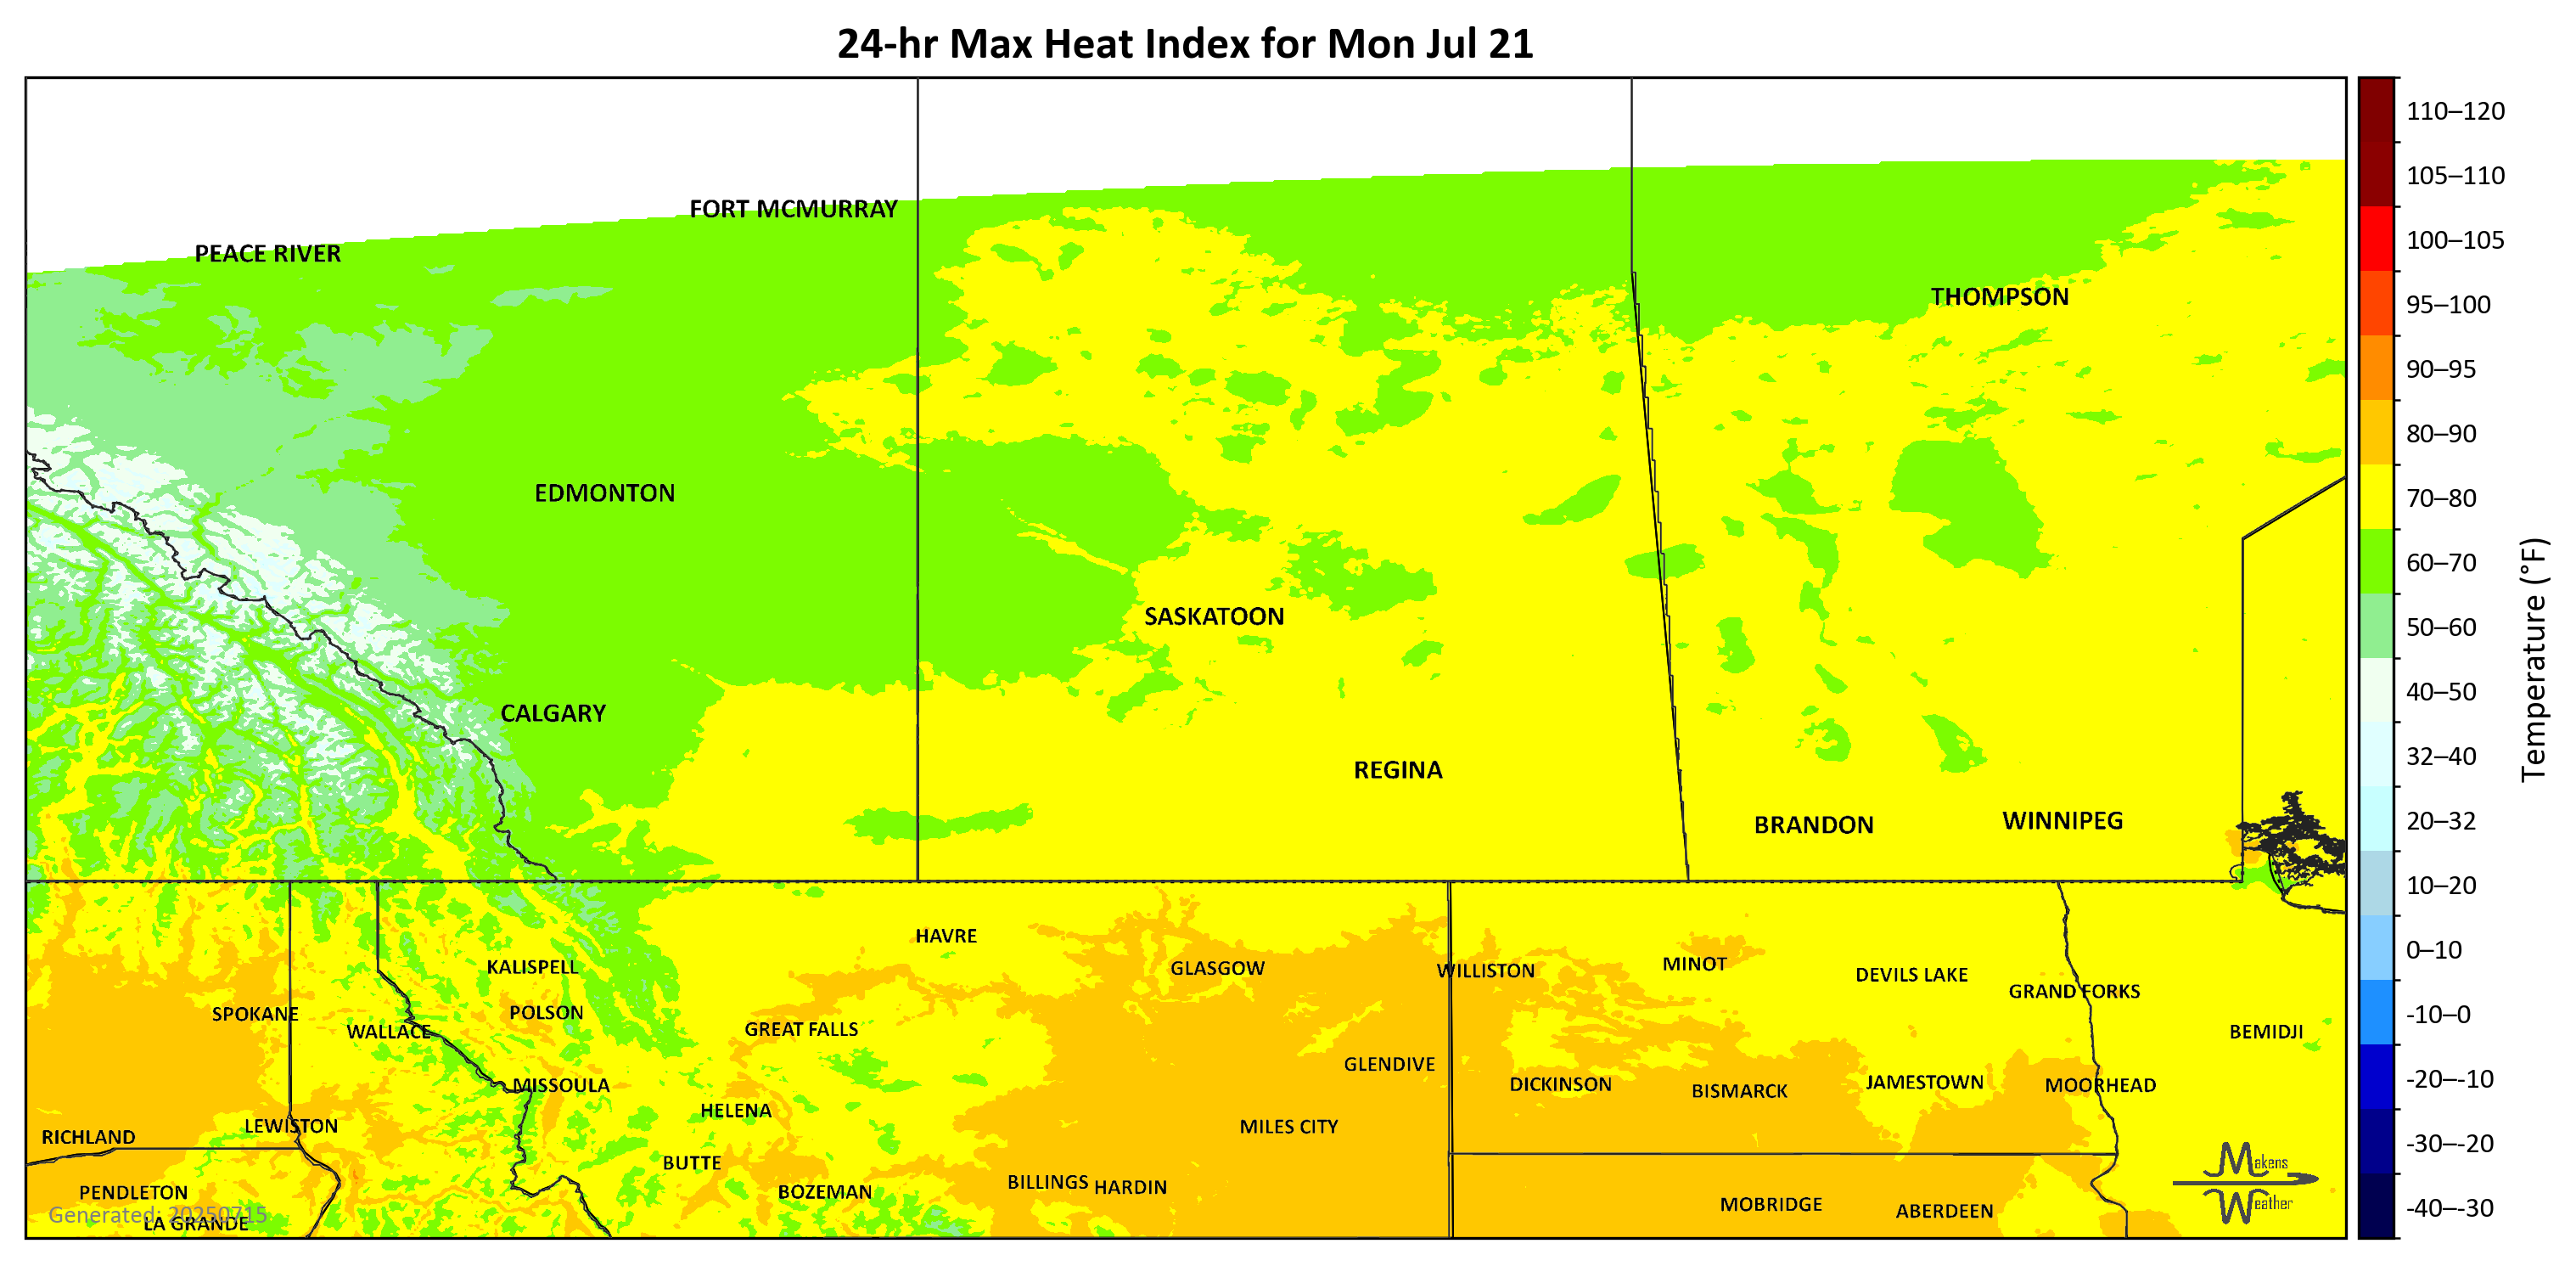 24-hr Max Heat Index for Mon Jul 21
FORT MCMURRAY
PEACE RIVER
THOMPSON
EDMONTON
SASKATOON
CALGARY
REGINA
BRANDON
WINNIPEG
HAVRE
KALISPELL
GLASGOW
WILLISTON
MINOT
DEVILS LAKE
GRAND FORKS
SPOKANE
POLSON
WALLACE
GREAT FALLS
BEMIDJI
GLENDIVE
MISSOULA
DICKINSON
BISMARCK
JAMESTOWN
MOORHEAD
HELENA
LEWISTON
MILES CITY
RICHLAND
BUTTE
BILLINGS
HARDIN
PENDLETON
BOZEMAN
MOBRIDGE
ABERDEEN
Generated: 20250715
LA GRANDE
Makens
Weather
110–120
105–110
100–105
95–100
90–95
80–90
70–80
60–70
50–60
40–50
32–40
20–32
10–20
0–10
-10–0
-20–-10
-30–-20
-40–-30
Temperature (°F)